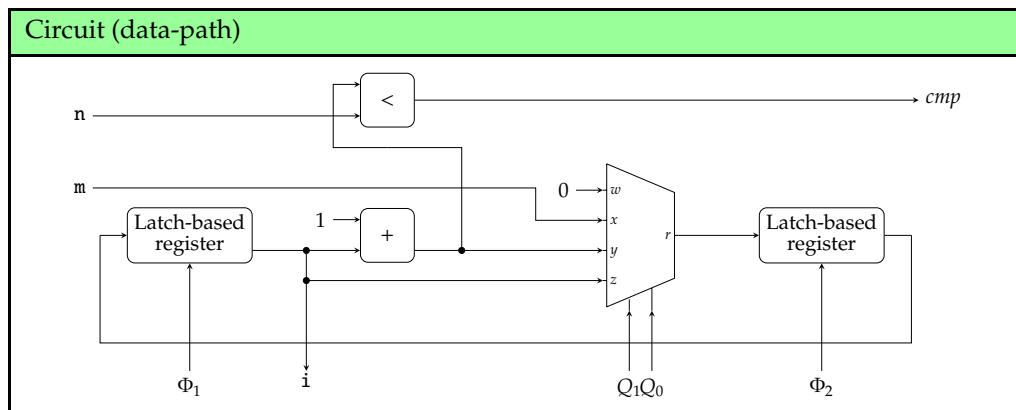 Circuit (data-path)
<
cmp
n
m
0
w
x
y
z
r
Latch-based
register
1
+
Latch-based
register
Φ1
i
Q1Q0
Φ2